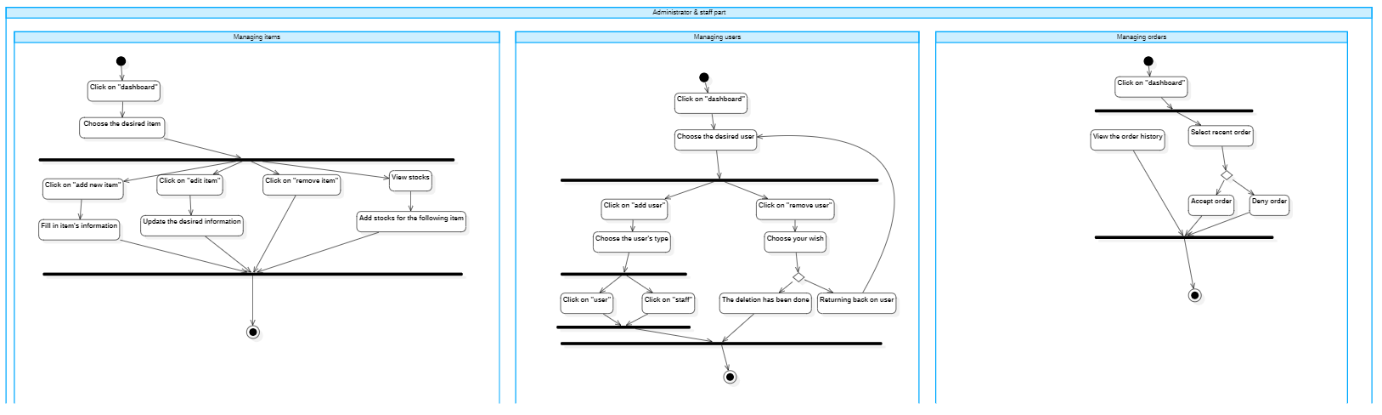 Administrator & staff part
Managing items
Click on "dashboard"
Choose the desired item
Click on "add new item"
Click on "edit item"
Click on "remove item"
View stocks
Fill in item's information
Update the desired information
Add stocks for the following item
Managing users
Click on "dashboard"
Choose the desired user
Click on "add user"
Click on "remove user"
Choose the user's type
Choose your wish
Click on "user"
Click on "staff"
The deletion has been done
Returning back on user
Managing orders
Click on "dashboard"
View the order history
Select recent order
Accept order
Deny order